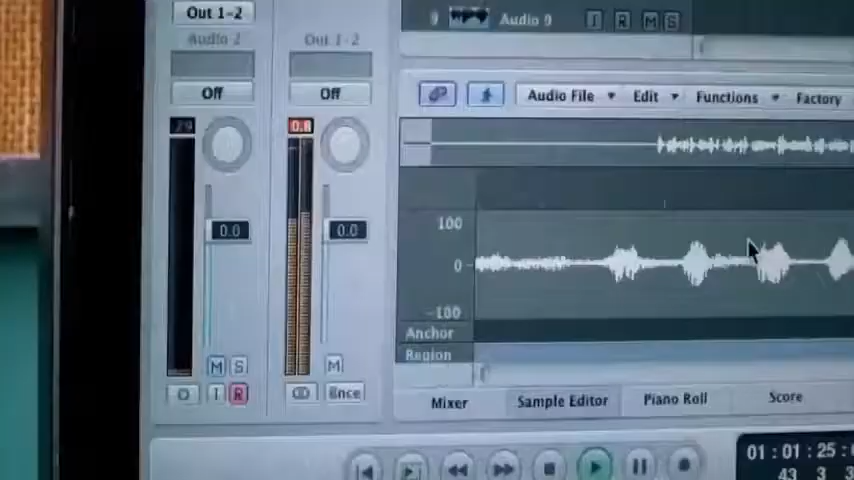 Out 1-2
9 Audio 9 I R M S
Audio 2 Out 1-2
Off Off
Audio File Edit Functions Factory
0.8
0.0 0.0
100
0
-100
Anchor
Region
M S M
I R Bnce
Mixer Sample Editor Piano Roll Score
01:01:25:
43 3 3